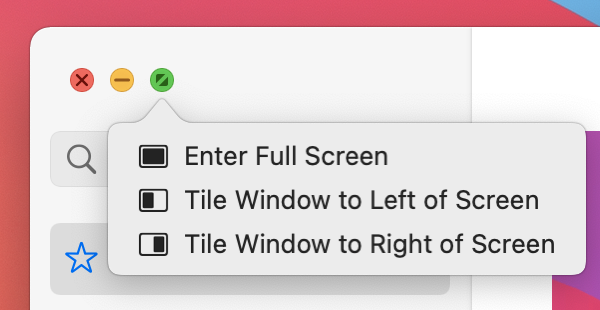 Enter Full Screen
Tile Window to Left of Screen
Tile Window to Right of Screen